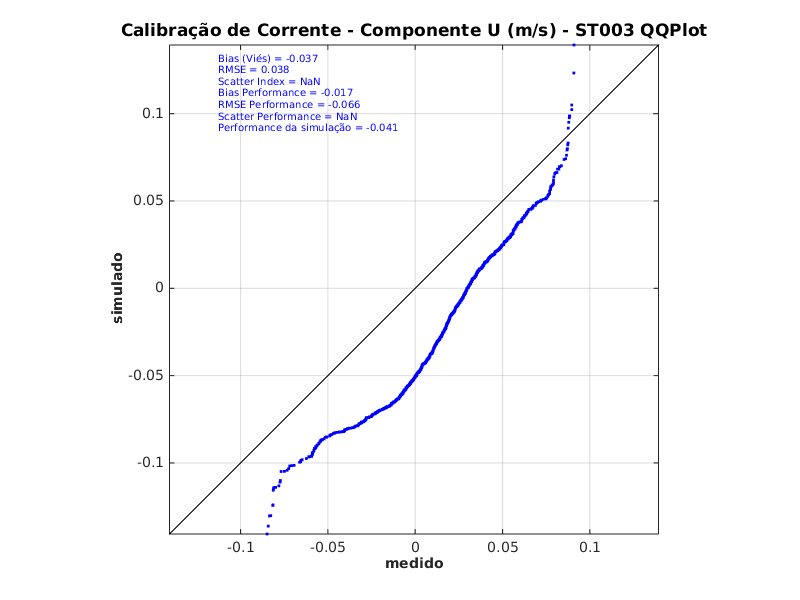 Calibração de Corrente - Componente U (m/s) - ST003 QQPlot
Bias (Viés) = -0.037
RMSE = 0.038
Scatter Index = NaN
Bias Performance = -0.017
RMSE Performance = -0.066
Scatter Performance = NaN
Performance da simulação = -0.041
0.1
0.05
0
-0.05
-0.1
simulado
-0.1
-0.05
0
0.05
0.1
medido